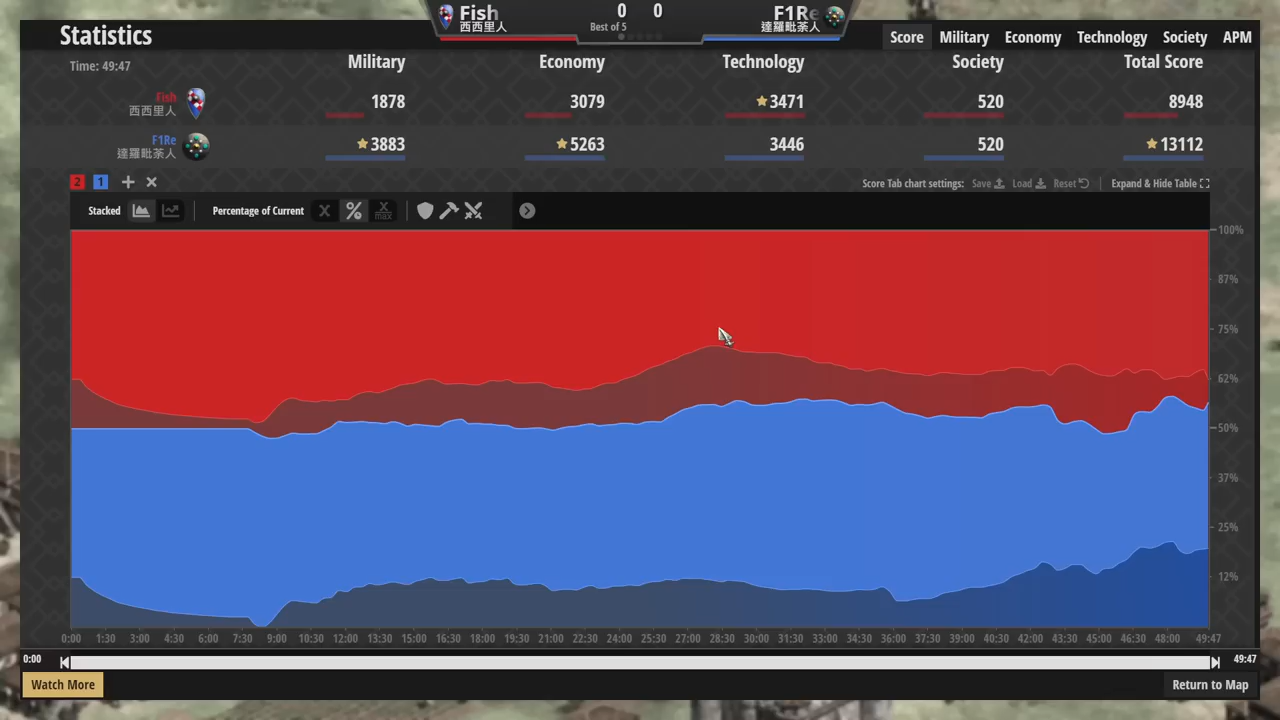 Fish 0 0 F1Re
西西里人 Best of 5 達羅毗荼人
Statistics
Score Military Economy Technology Society APM
Time: 49:47 Military Economy Technology Society Total Score
Fish
西西里人 1878 3079 3471 520 8948
F1Re
達羅毗荼人 3883 5263 3446 520 13112
2 1
Score Tab chart settings: Save Load Reset Expand & Hide Table
Stacked Percentage of Current X % X max
100%
87%
75%
62%
50%
37%
25%
12%
0:00 1:30 3:00 4:30 6:00 7:30 9:00 10:30 12:00 13:30 15:00 16:30 18:00 19:30 21:00 22:30 24:00 25:30 27:00 28:30 30:00 31:30 33:00 34:30 36:00 37:30 39:00 40:30 42:00 43:30 45:00 46:30 48:00 49:47
0:00 49:47
Watch More Return to Map